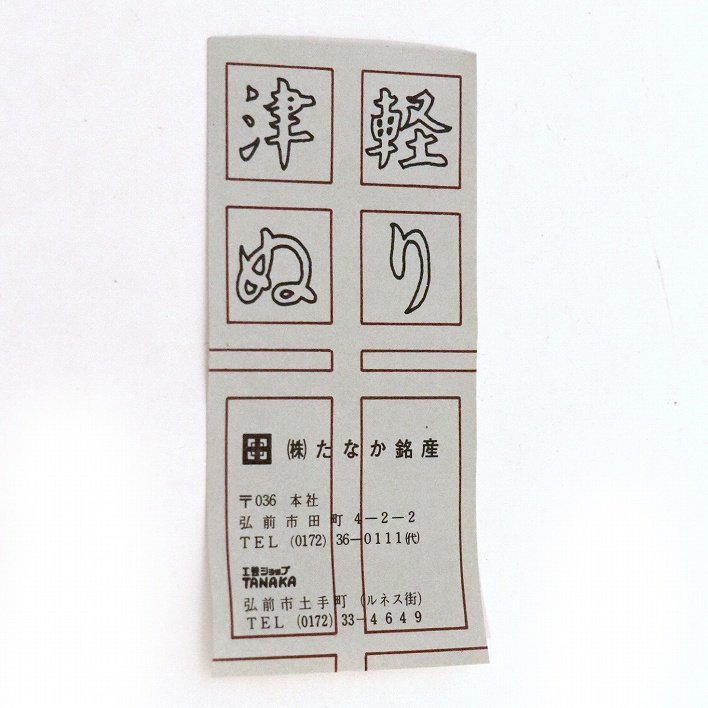 津軽
ぬり
㈱たなか銘産
〒036 本社
弘前市田町4-2-2
TEL (0172) 36-0111㈹
工芸ショップ
TANAKA
弘前市土手町 (ルネス街)
TEL (0172) 33-4649